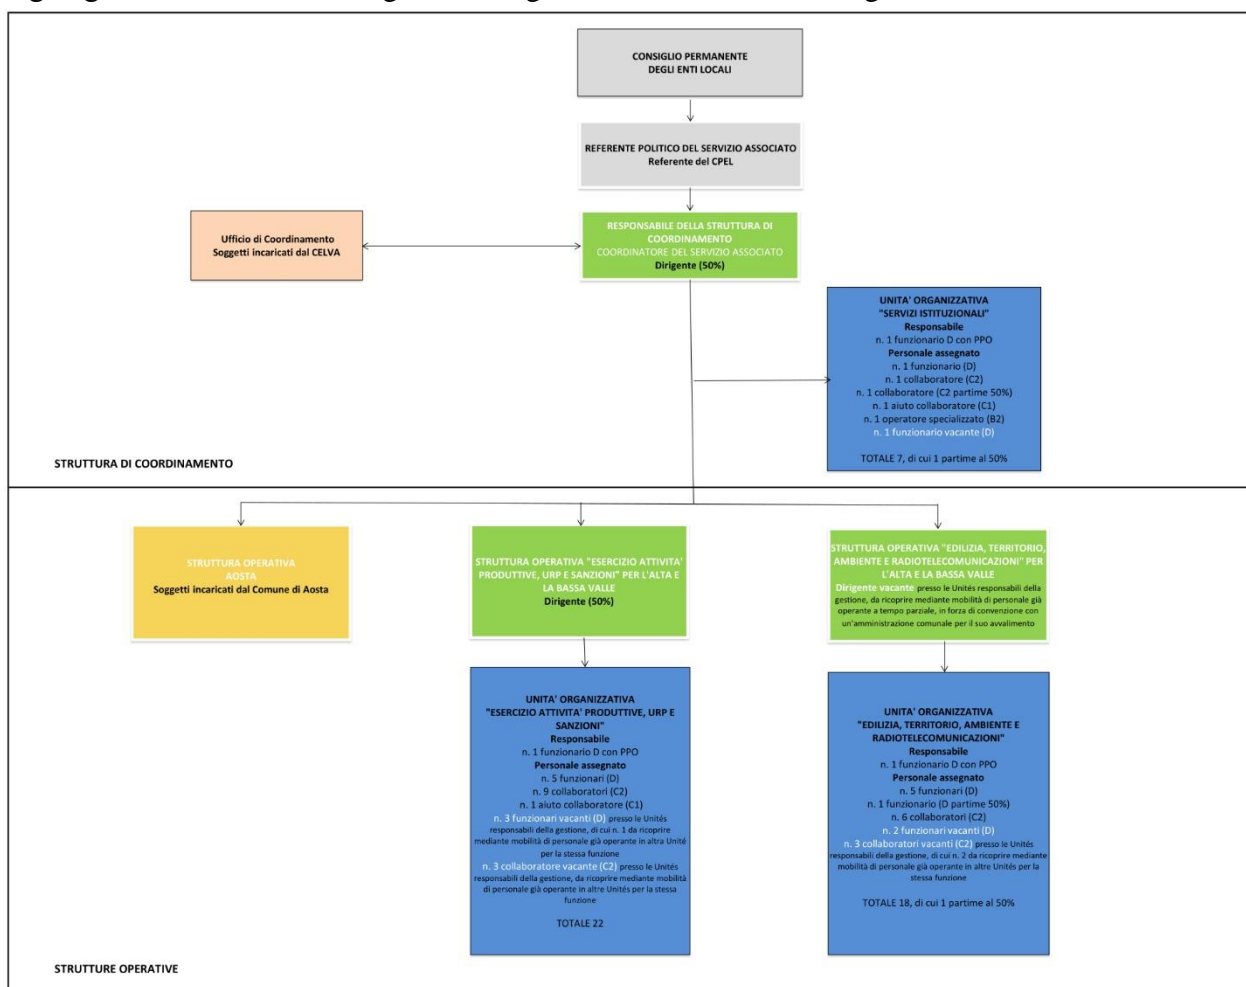 CONSIGLIO PERMANENTE
DEGLI ENTI LOCALI
REFERENTE POLITICO DEL SERVIZIO ASSOCIATO
Referente del CPEL
Ufficio di Coordinamento
Soggetti incaricati dal CELVA
RESPONSABILE DELLA STRUTTURA DI
COORDINAMENTO
COORDINATORE DEL SERVIZIO ASSOCIATO
Dirigente (50%)
UNITA' ORGANIZZATIVA
"SERVIZI ISTITUZIONALI"
Responsabile
n. 1 funzionario D con PPO
Personale assegnato
n. 1 funzionario (D)
n. 1 collaboratore (C2)
n. 1 collaboratore (C2 partime 50%)
n. 1 aiuto collaboratore (C1)
n. 1 operatore specializzato (B2)
n. 1 funzionario vacante (D)
TOTALE 7, di cui 1 partime al 50%
STRUTTURA DI COORDINAMENTO
STRUTTURA OPERATIVA
AOSTA
Soggetti incaricati dal Comune di Aosta
STRUTTURA OPERATIVA "ESERCIZIO ATTIVITA'
PRODUTTIVE, URP E SANZIONI" PER L'ALTA E
LA BASSA VALLE
Dirigente (50%)
STRUTTURA OPERATIVA "EDILIZIA, TERRITORIO,
AMBIENTE E RADIOTELECOMUNICAZIONI" PER
L'ALTA E LA BASSA VALLE
Dirigente vacante presso le Unités responsabili della
gestione, da ricoprire mediante mobilità di personale già
operante a tempo parziale, in forza di convenzione con
un'amministrazione comunale per il suo avvalimento
UNITA' ORGANIZZATIVA
"ESERCIZIO ATTIVITA' PRODUTTIVE, URP E
SANZIONI"
Responsabile
n. 1 funzionario D con PPO
Personale assegnato
n. 5 funzionari (D)
n. 9 collaboratori (C2)
n. 1 aiuto collaboratore (C1)
n. 3 funzionari vacanti (D) presso le Unités
responsabili della gestione, di cui n. 1 da ricoprire
mediante mobilità di personale già operante in altra Unité
per la stessa funzione
n. 3 collaboratore vacante (C2) presso le Unités
responsabili della gestione, da ricoprire mediante mobilità
di personale già operante in altre Unités per la stessa
funzione
TOTALE 22
UNITA' ORGANIZZATIVA
"EDILIZIA, TERRITORIO, AMBIENTE E
RADIOTELECOMUNICAZIONI"
Responsabile
n. 1 funzionario D con PPO
Personale assegnato
n. 5 funzionari (D)
n. 1 funzionario (D partime 50%)
n. 6 collaboratori (C2)
n. 2 funzionari vacanti (D)
n. 3 collaboratori vacanti (C2) presso le Unités
responsabili della gestione, di cui n. 2 da ricoprire mediante
mobilità di personale già operante in altre Unités per la
stessa funzione
TOTALE 18, di cui 1 partime al 50%
STRUTTURE OPERATIVE